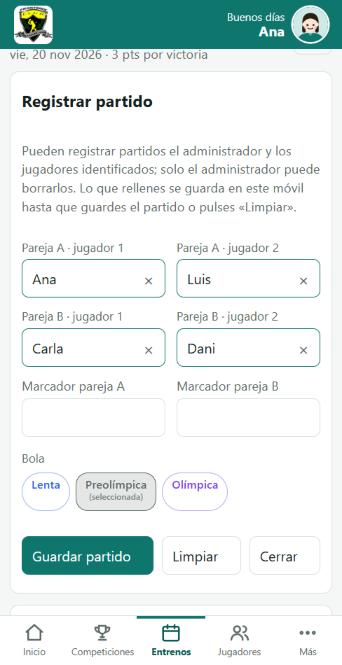 Buenos días
Ana
vie, 20 nov 2026 · 3 pts por victoria
Registrar partido
Pueden registrar partidos el administrador y los
jugadores identificados; solo el administrador puede
borrarlos. Lo que rellenes se guarda en este móvil
hasta que guardes el partido o pulses «Limpiar».
Pareja A · jugador 1
Pareja A · jugador 2
Ana ×
Luis ×
Pareja B · jugador 1
Pareja B · jugador 2
Carla ×
Dani ×
Marcador pareja A
Marcador pareja B
Bola
Lenta
Preolímpica
(seleccionada)
Olímpica
Guardar partido
Limpiar
Cerrar
Inicio
Competiciones
Entrenos
Jugadores
Más